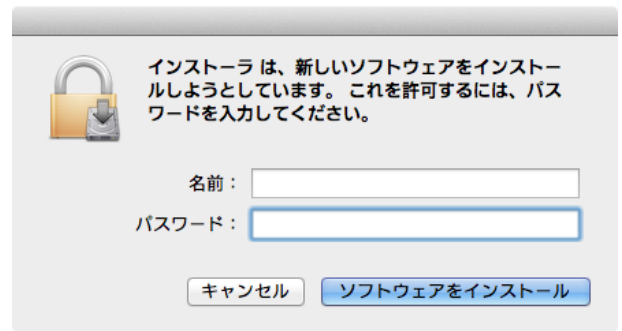 インストーラ は、新しいソフトウェアをインストー
ルしようとしています。 これを許可するには、パス
ワードを入力してください。
名前：
パスワード：
キャンセル ソフトウェアをインストール